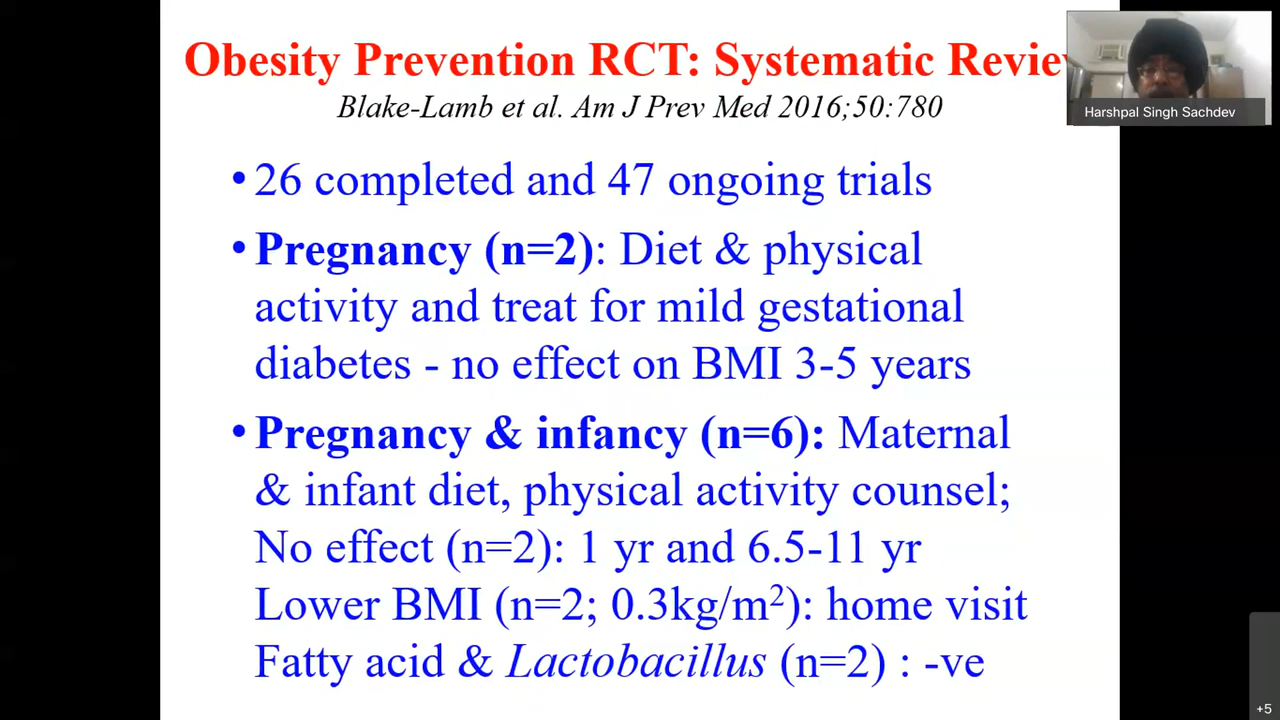 Obesity Prevention RCT: Systematic Revie
Blake-Lamb et al. Am J Prev Med 2016;50:780
Harshpal Singh Sachdev
•26 completed and 47 ongoing trials
•Pregnancy (n=2): Diet & physical
activity and treat for mild gestational
diabetes - no effect on BMI 3-5 years
•Pregnancy & infancy (n=6): Maternal
& infant diet, physical activity counsel;
No effect (n=2): 1 yr and 6.5-11 yr
Lower BMI (n=2; 0.3kg/m²): home visit
Fatty acid & Lactobacillus (n=2) : -ve
+5